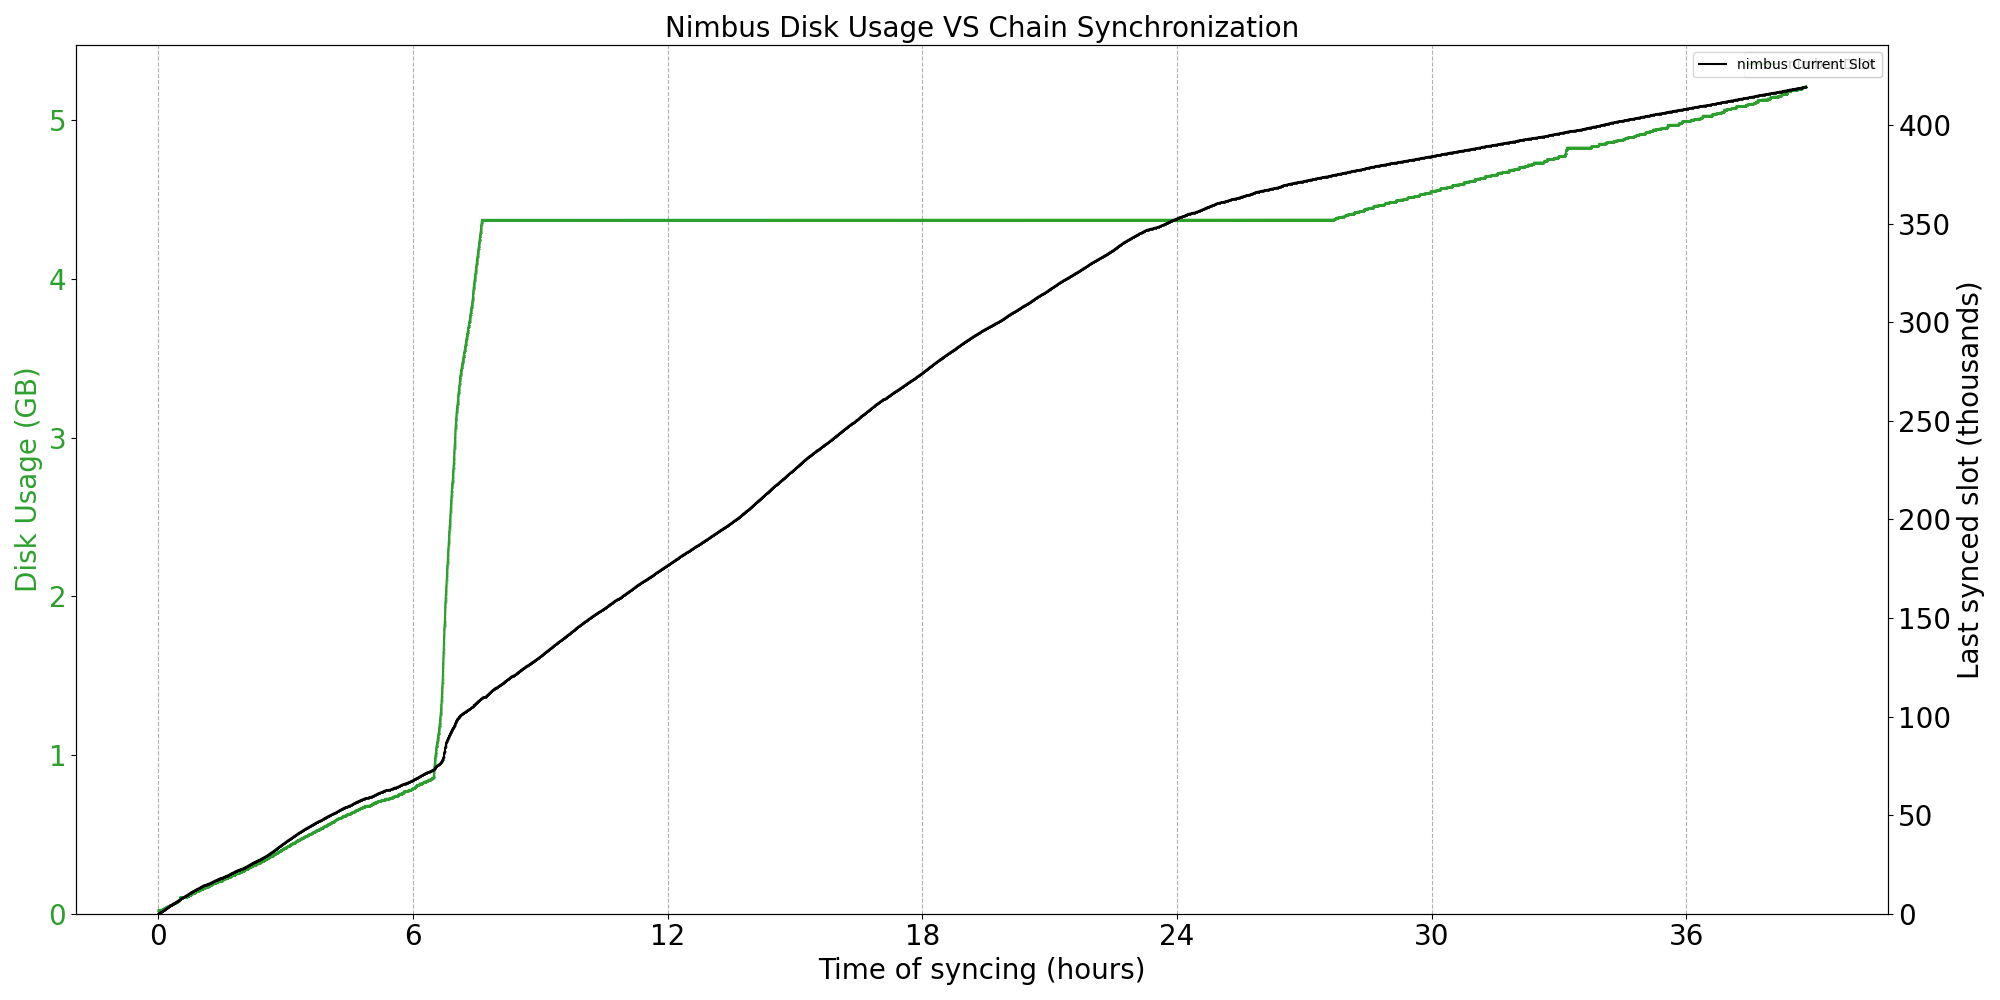 Nimbus Disk Usage VS Chain Synchronization
nimbus Current Slot
5
4
3
2
1
0
Disk Usage (GB)
400
350
300
250
200
150
100
50
0
Last synced slot (thousands)
0 6 12 18 24 30 36
Time of syncing (hours)